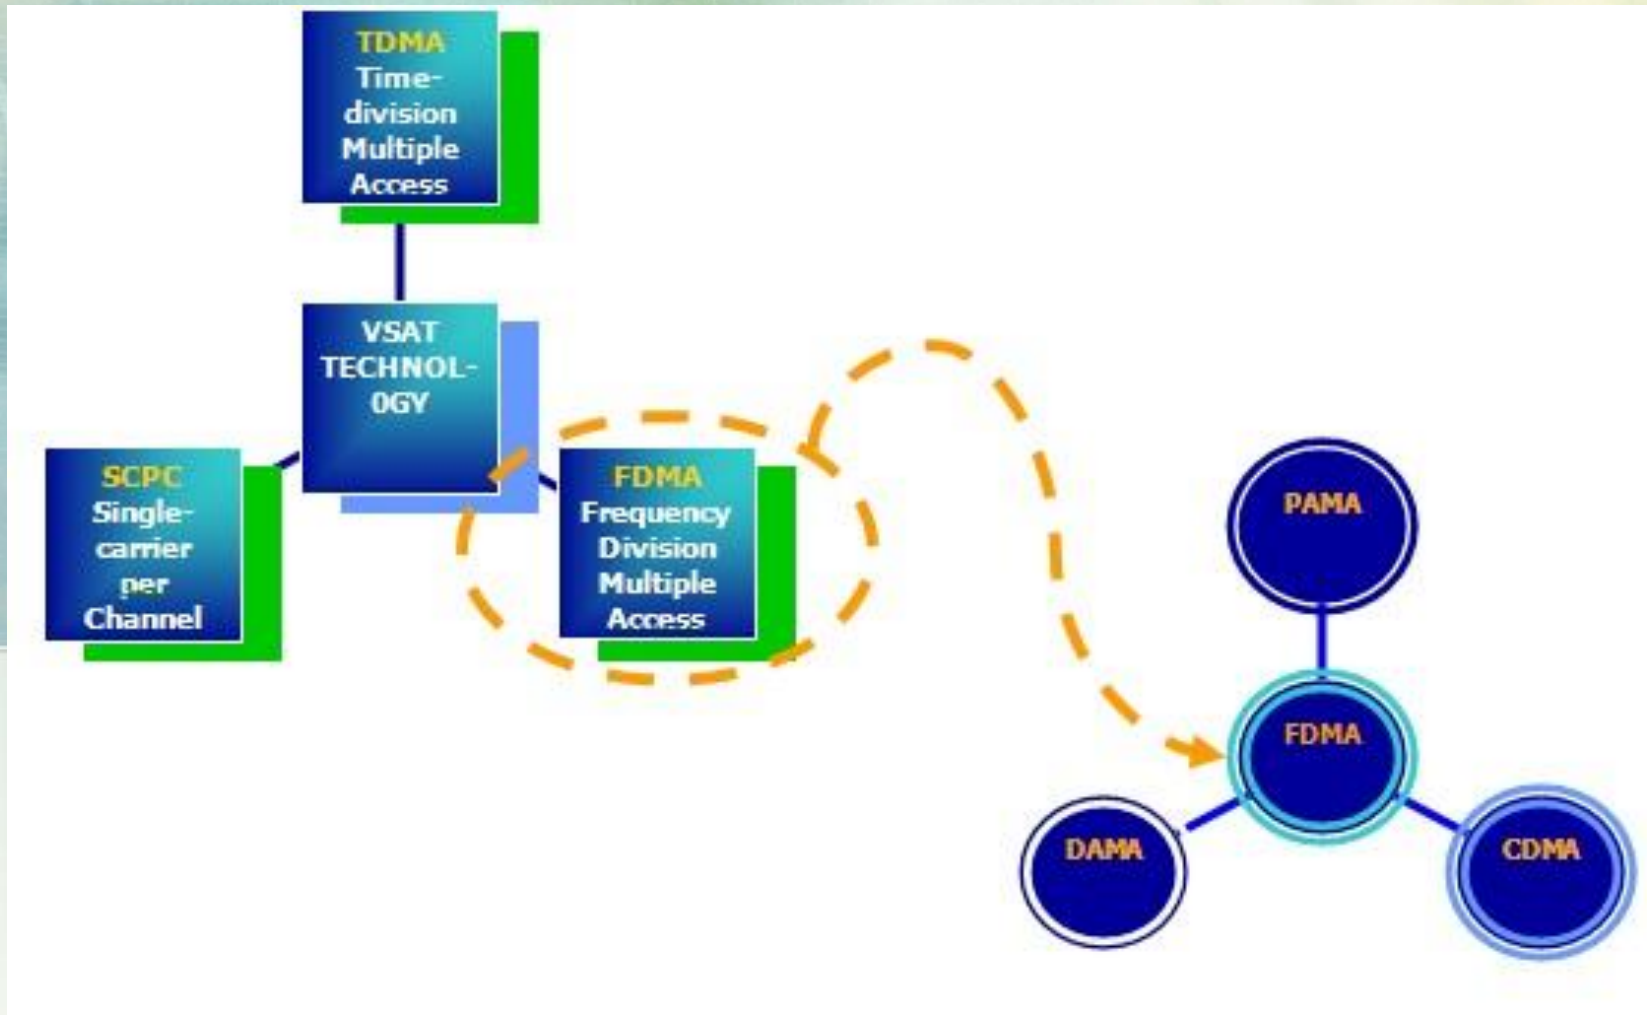 TDMA
Time-
division
Multiple
Access
VSAT
TECHNOL-
0GY
SCPC
Single-
carrier
per
Channel
FDMA
Frequency
Division
Multiple
Access
PAMA
FDMA
DAMA
CDMA